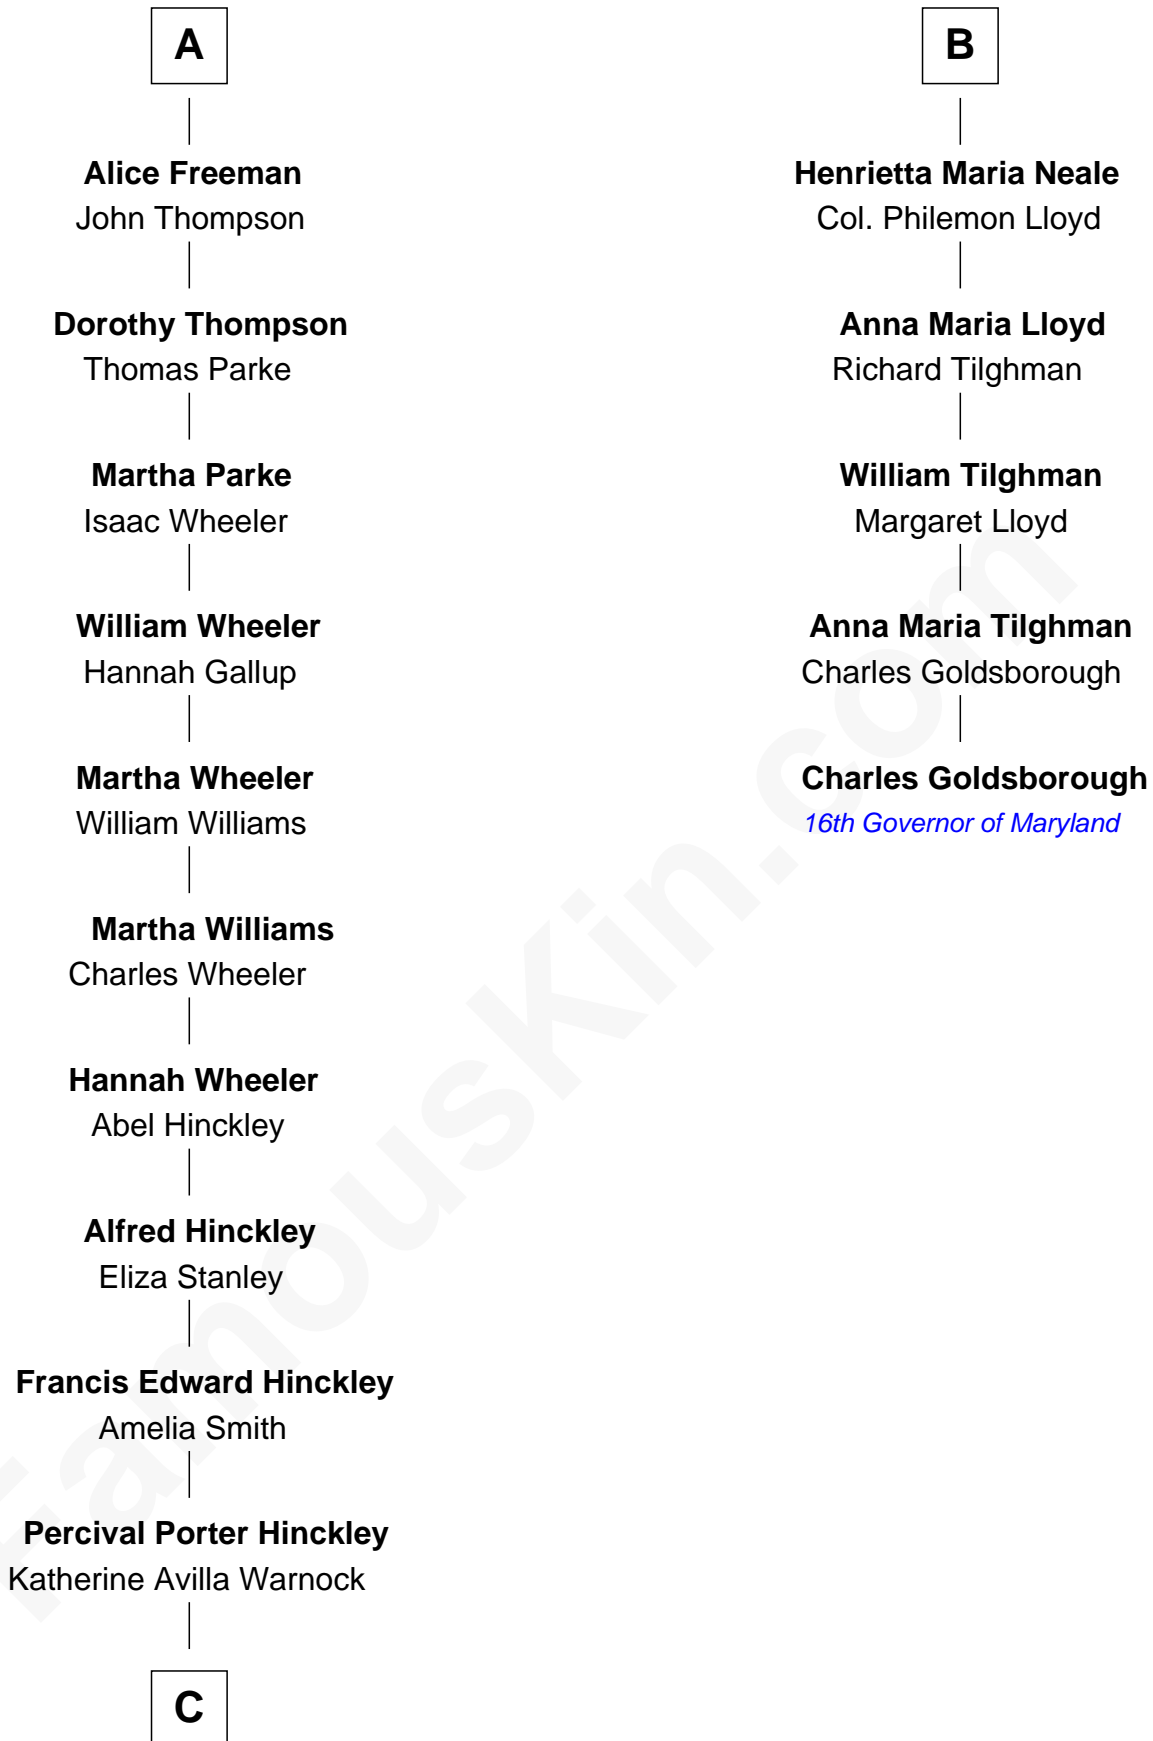 A
Alice Freeman
John Thompson
Dorothy Thompson
Thomas Parke
Martha Parke
Isaac Wheeler
William Wheeler
Hannah Gallup
Martha Wheeler
William Williams
Martha Williams
Charles Wheeler
Hannah Wheeler
Abel Hinckley
Alfred Hinckley
Eliza Stanley
Francis Edward Hinckley
Amelia Smith
Percival Porter Hinckley
Katherine Avilla Warnock
C
B
Henrietta Maria Neale
Col. Philemon Lloyd
Anna Maria Lloyd
Richard Tilghman
William Tilghman
Margaret Lloyd
Anna Maria Tilghman
Charles Goldsborough
Charles Goldsborough
16th Governor of Maryland
FamousKin.com